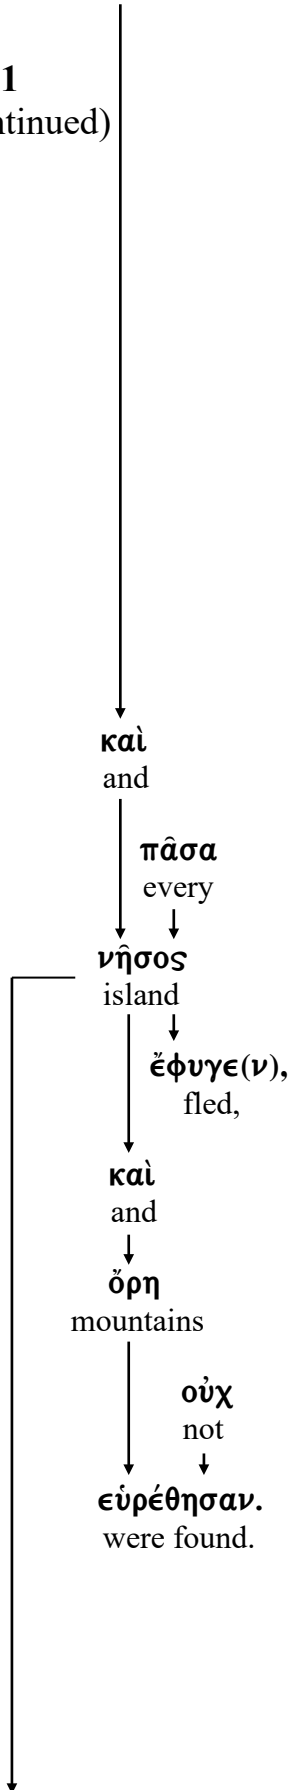 1
ntinued)
καὶ
and
πᾶσα
every
νῆσος
island
ἔφυγε(ν),
fled,
καὶ
and
ὄρη
mountains
οὐχ
not
εὑρέθησαν.
were found.